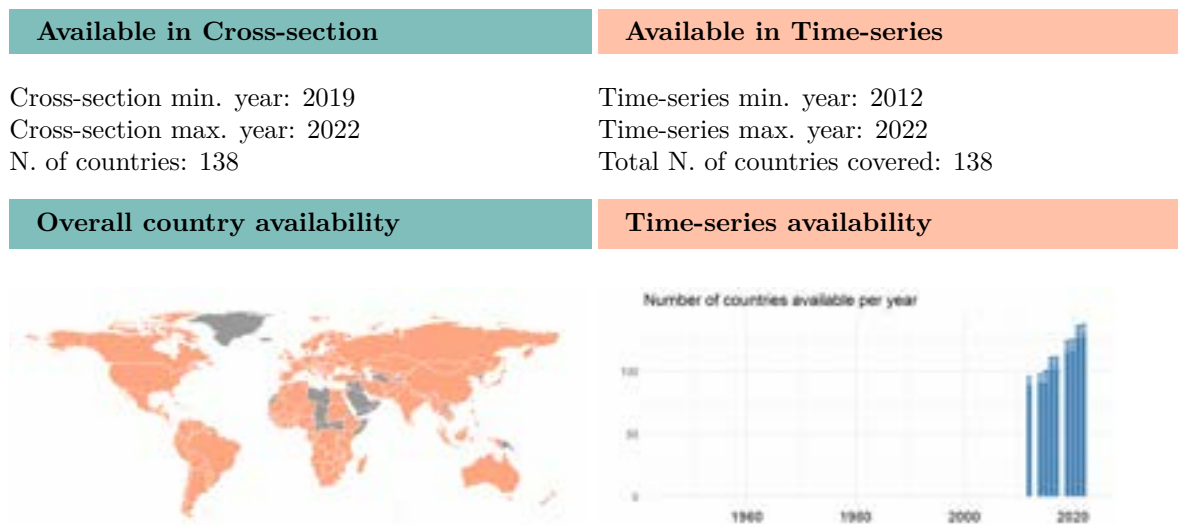 Available in Cross-section
Cross-section min. year: 2019
Cross-section max. year: 2022
N. of countries: 138
Available in Time-series
Time-series min. year: 2012
Time-series max. year: 2022
Total N. of countries covered: 138
Overall country availability
Time-series availability
Number of countries available per year
100
50
0
1960
1980
2000
2020